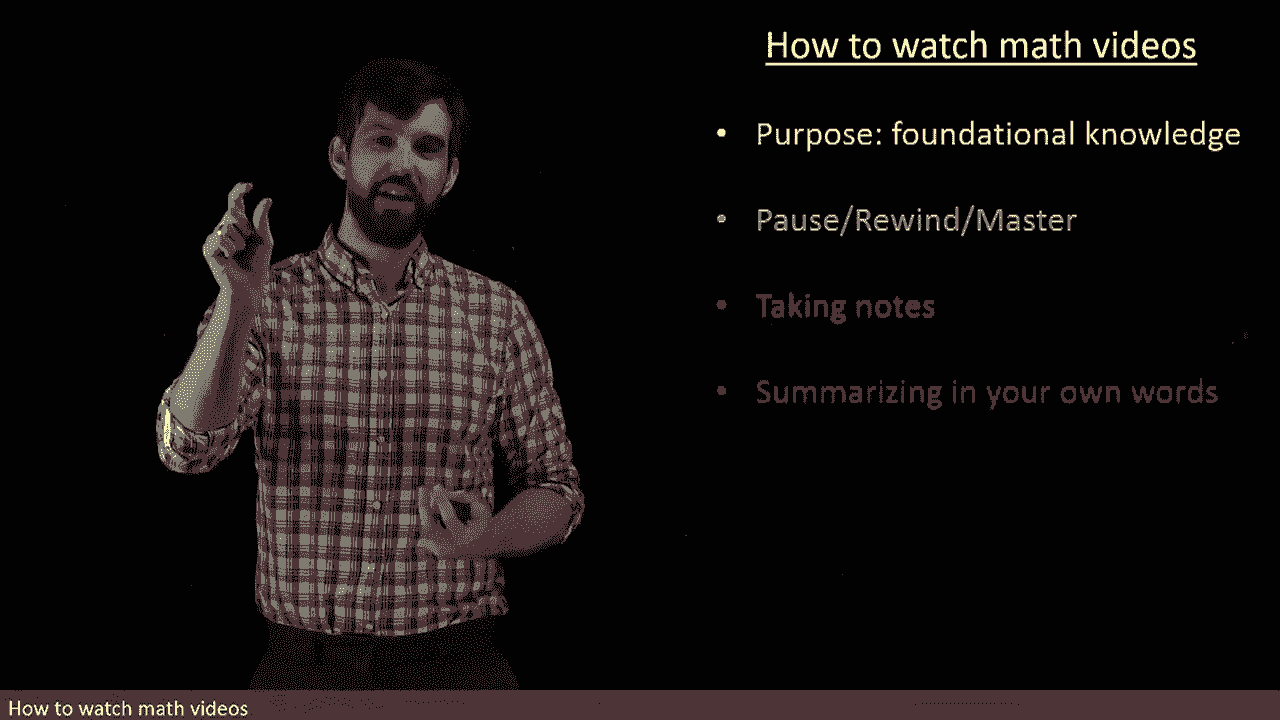 How to watch math videos
• Purpose: foundational knowledge
• Pause/Rewind/Master
• Taking notes
• Summarizing in your own words
How to watch math videos